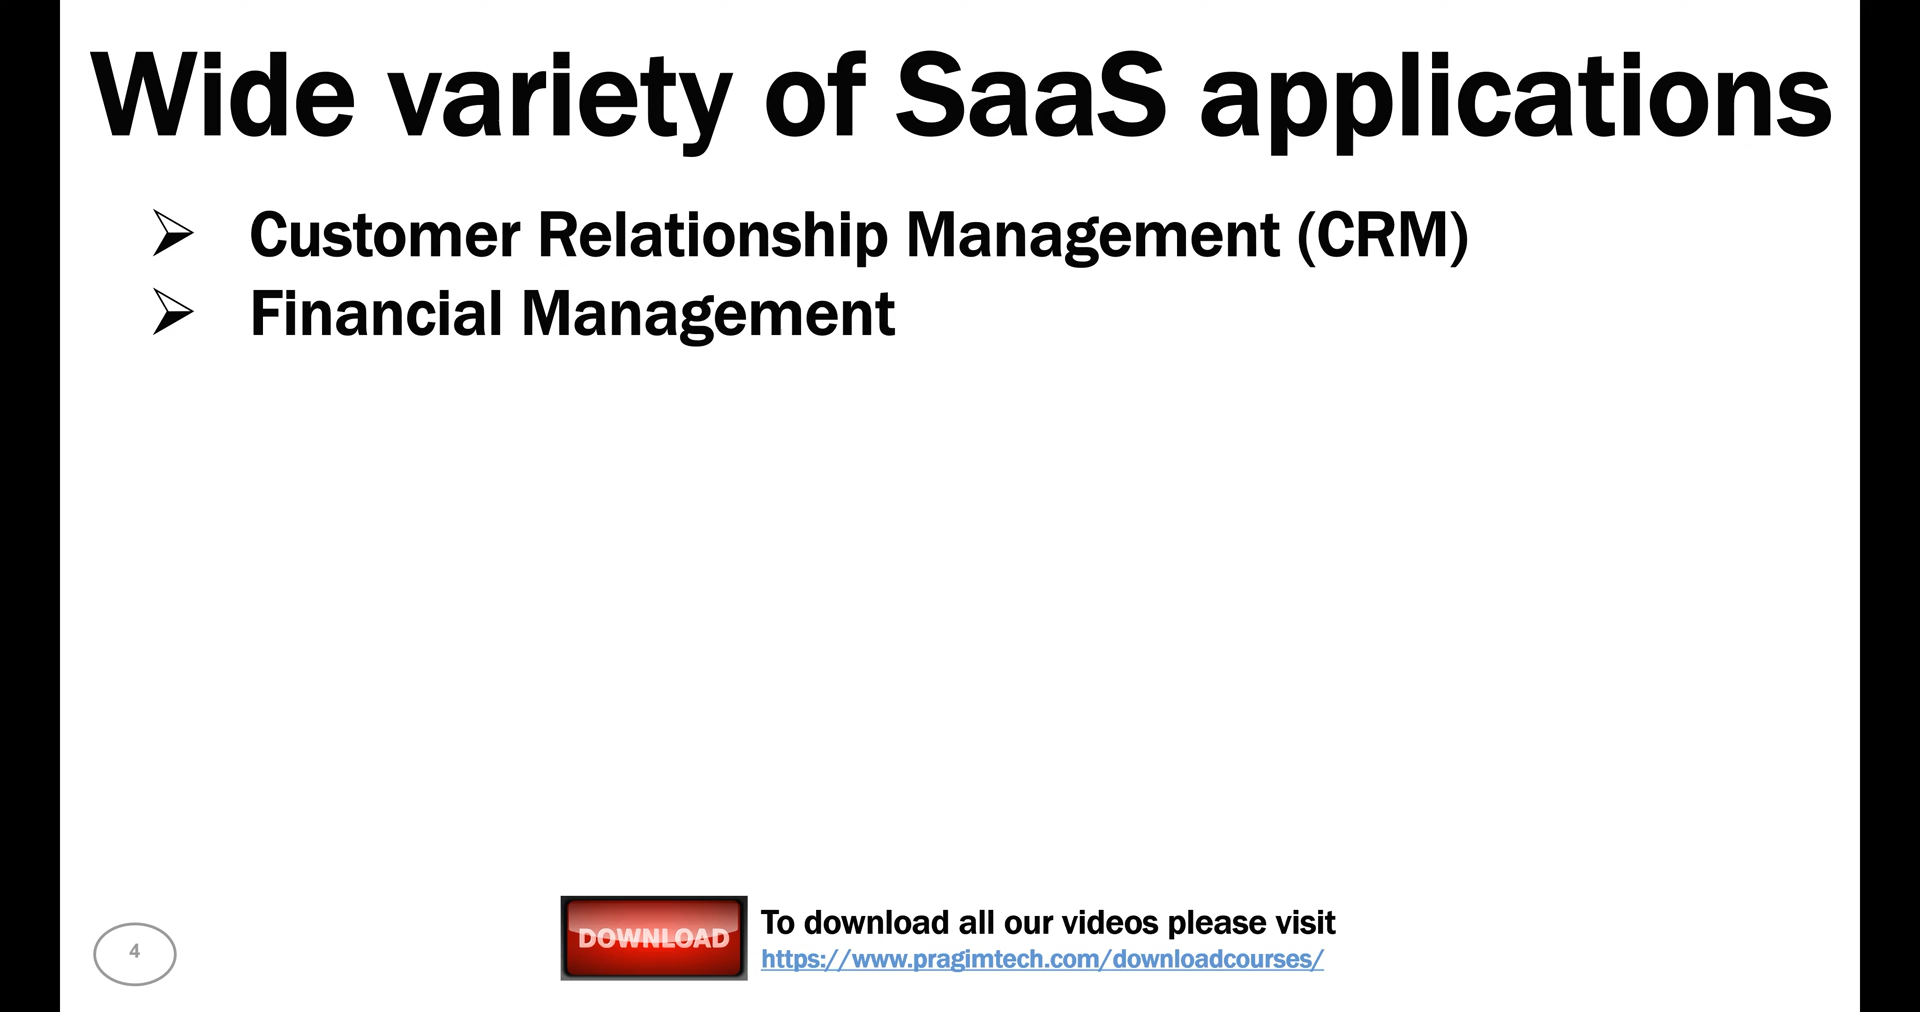 Wide variety of SaaS applications
Customer Relationship Management (CRM)
Financial Management
DOWNLOAD
To download all our videos please visit
https://www.pragimtech.com/downloadcourses/
4